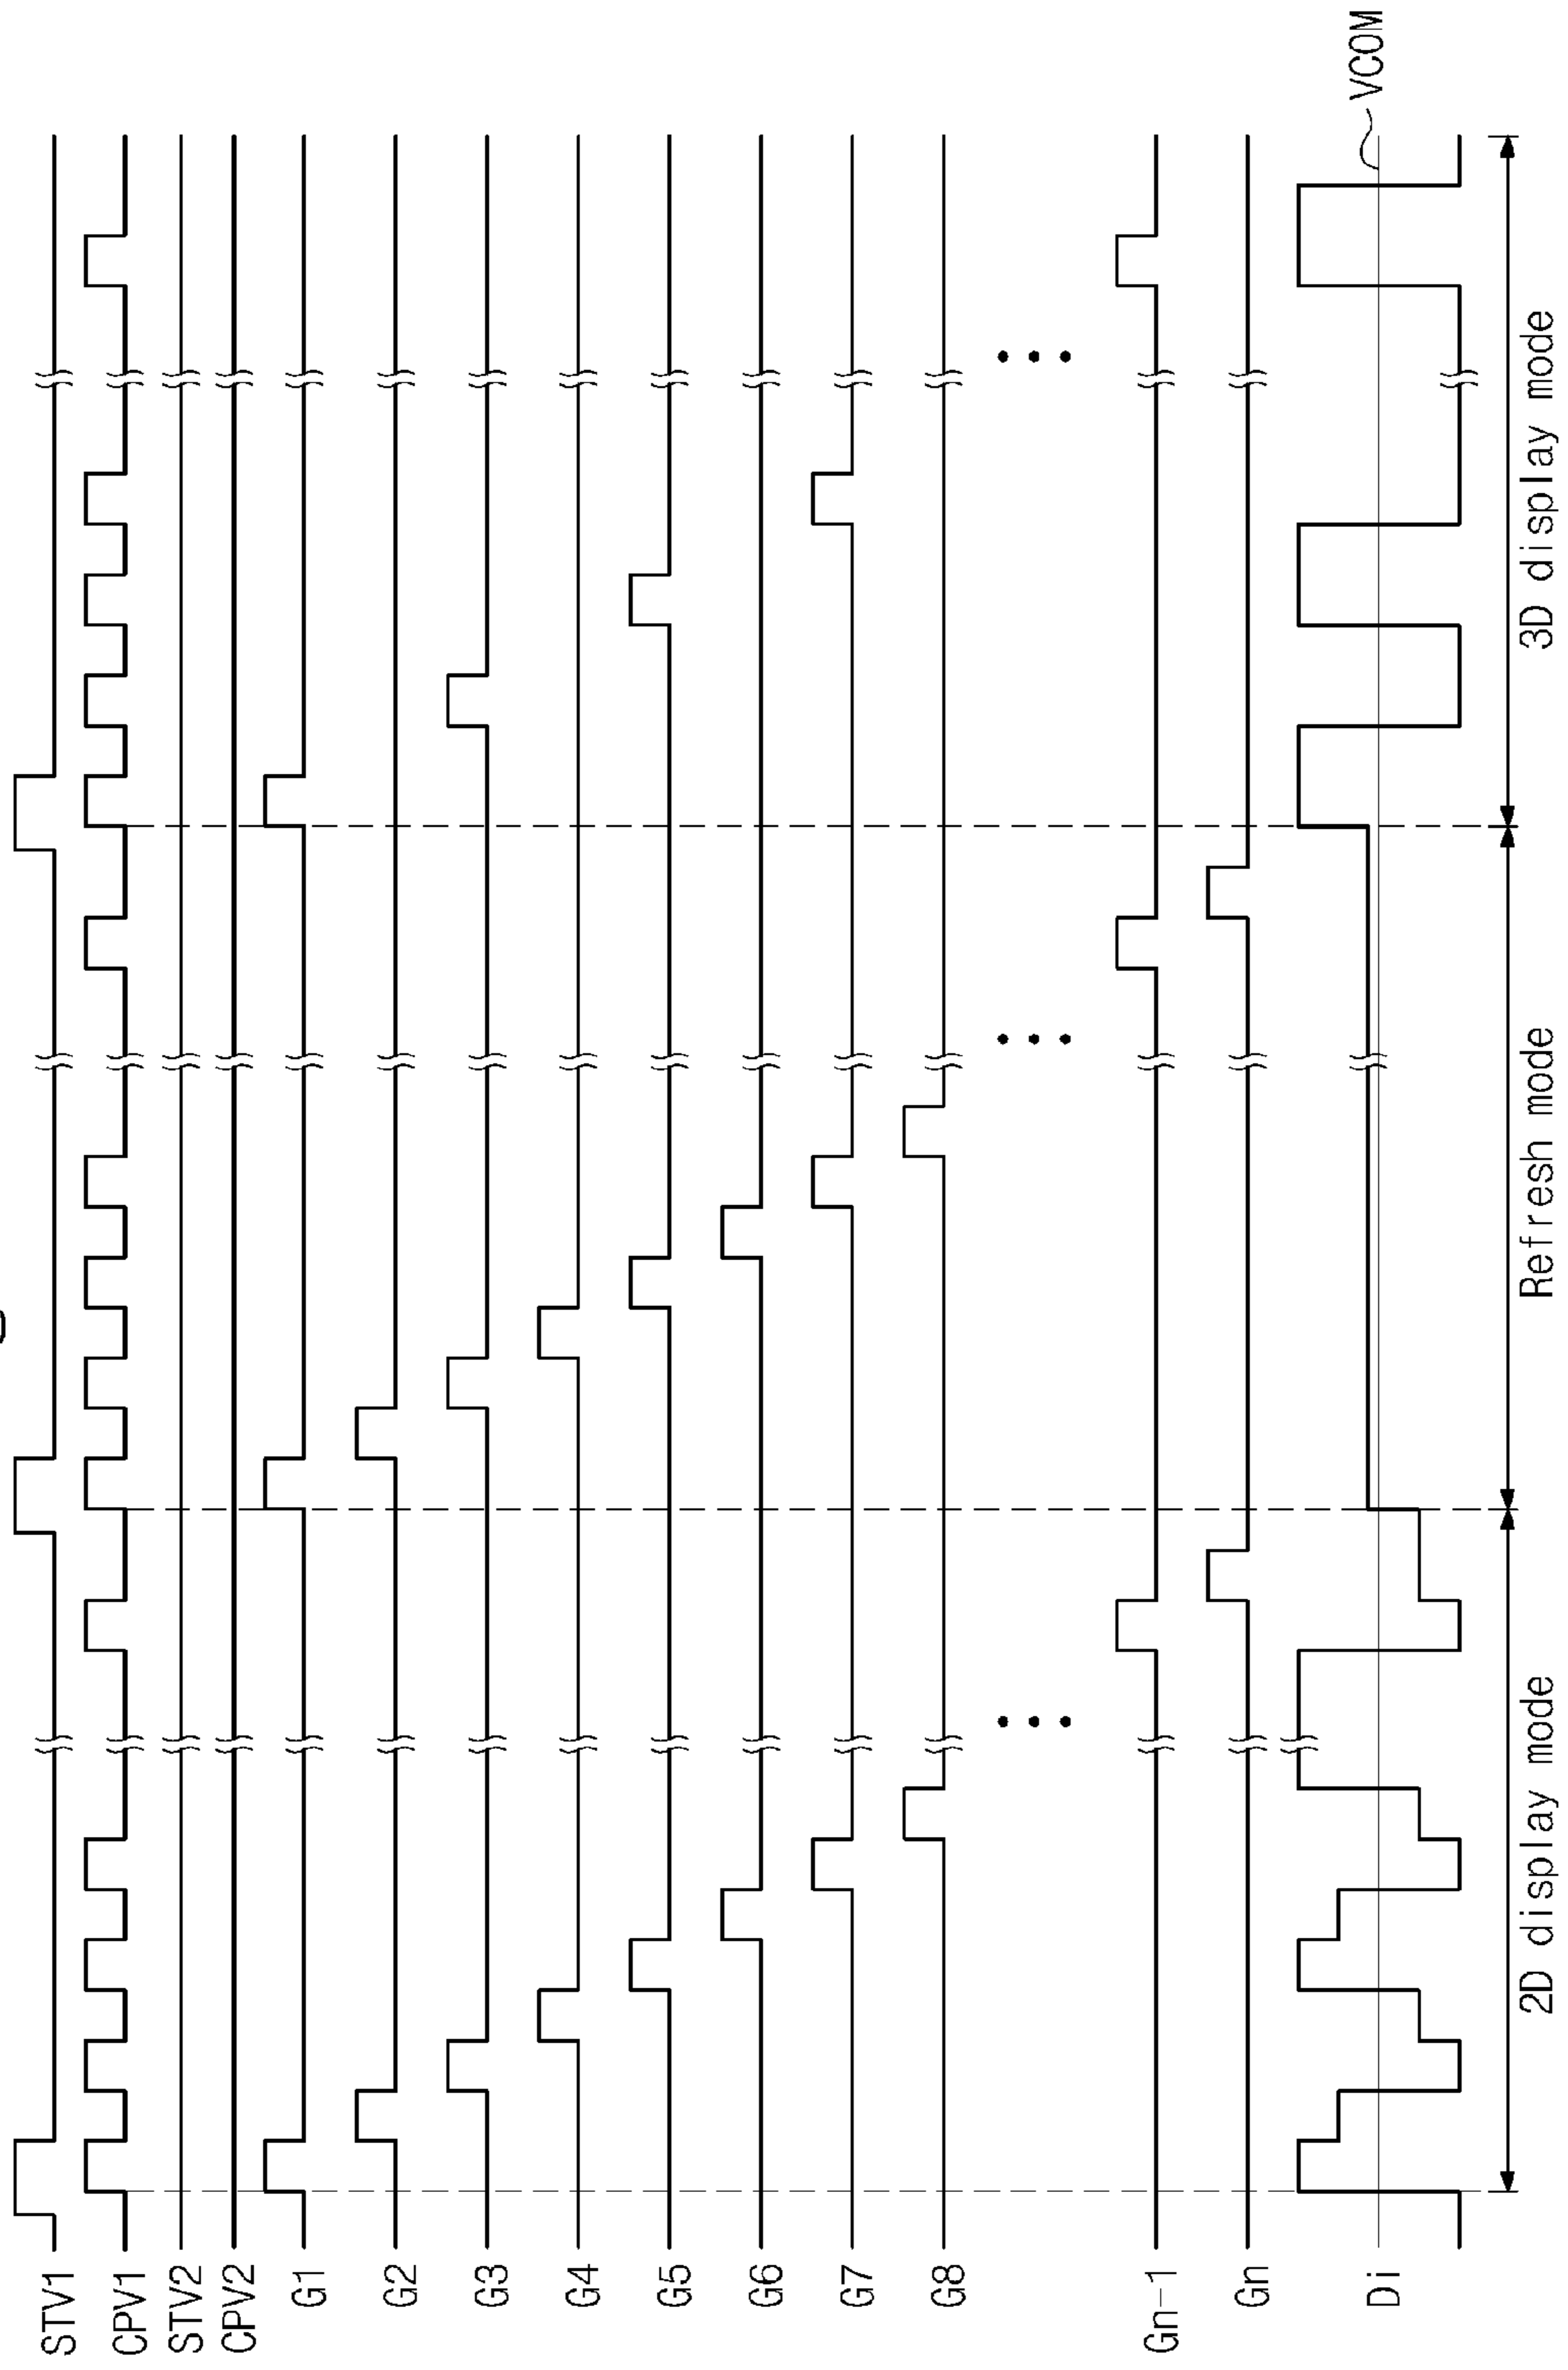 STV1
CPV1
STV2
CPV2
G1
G2
G3
G4
G5
G6
G7
G8
Gn-1
Gn
Di
VCOM
2D display mode
Refresh mode
3D display mode